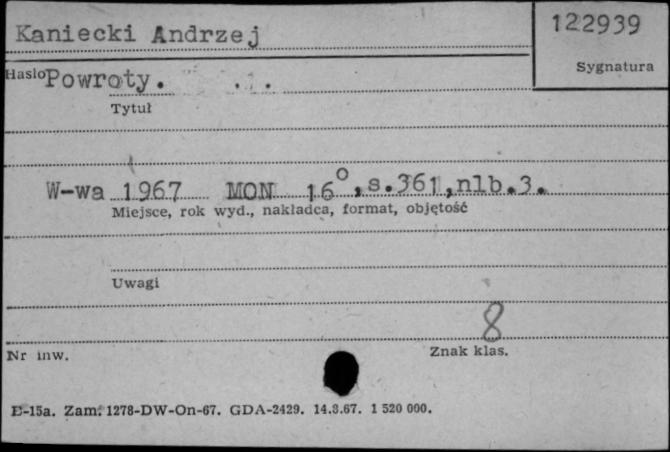 Kaniecki Andrzej
122939
Sygnatura
Hasło Powroty.
Tytuł
W-wa 1967 MON 16°,s.361,nlb.3.
Miejsce, rok wyd., nakładca, format, objętość
Uwagi
8
Nr inw.
Znak klas.
E-15a. Zam. 1278-DW-On-67. GDA-2429. 14.3.67. 1 520 000.